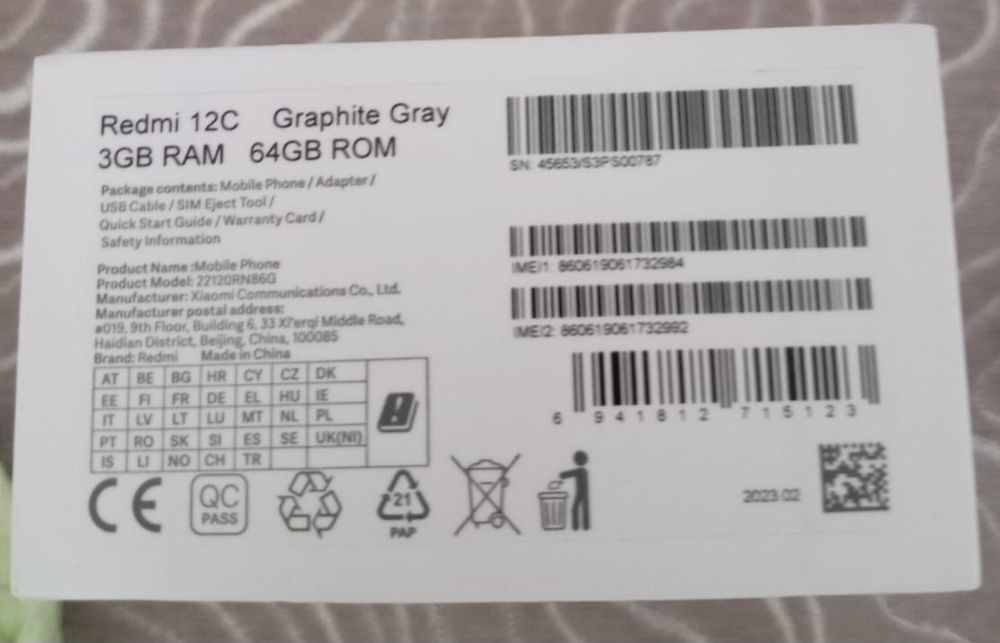 Redmi 12C Graphite Gray
3GB RAM 64GB ROM
Package contents: Mobile Phone / Adapter /
USB Cable / SIM Eject Tool /
Quick Start Guide / Warranty Card /
Safety Information
Product Name :Mobile Phone
Product Model: 22120RN86G
Manufacturer: Xiaomi Communications Co., Ltd.
Manufacturer postal address:
#019, 9th Floor, Building 6, 33 Xi'erqi Middle Road,
Haidian District, Beijing, China, 100085
Brand: Redmi Made in China
AT BE BG HR CY CZ DK
EE FI FR DE EL HU IE
IT LV LT LU MT NL PL
PT RO SK SI ES SE UK(NI)
IS LI NO CH TR
CE
QC
PASS
21
PAP
SN: 45653/S3PS00787
IMEI1: 860619061732984
IMEI2: 860619061732992
6 941812 715123
2023.02